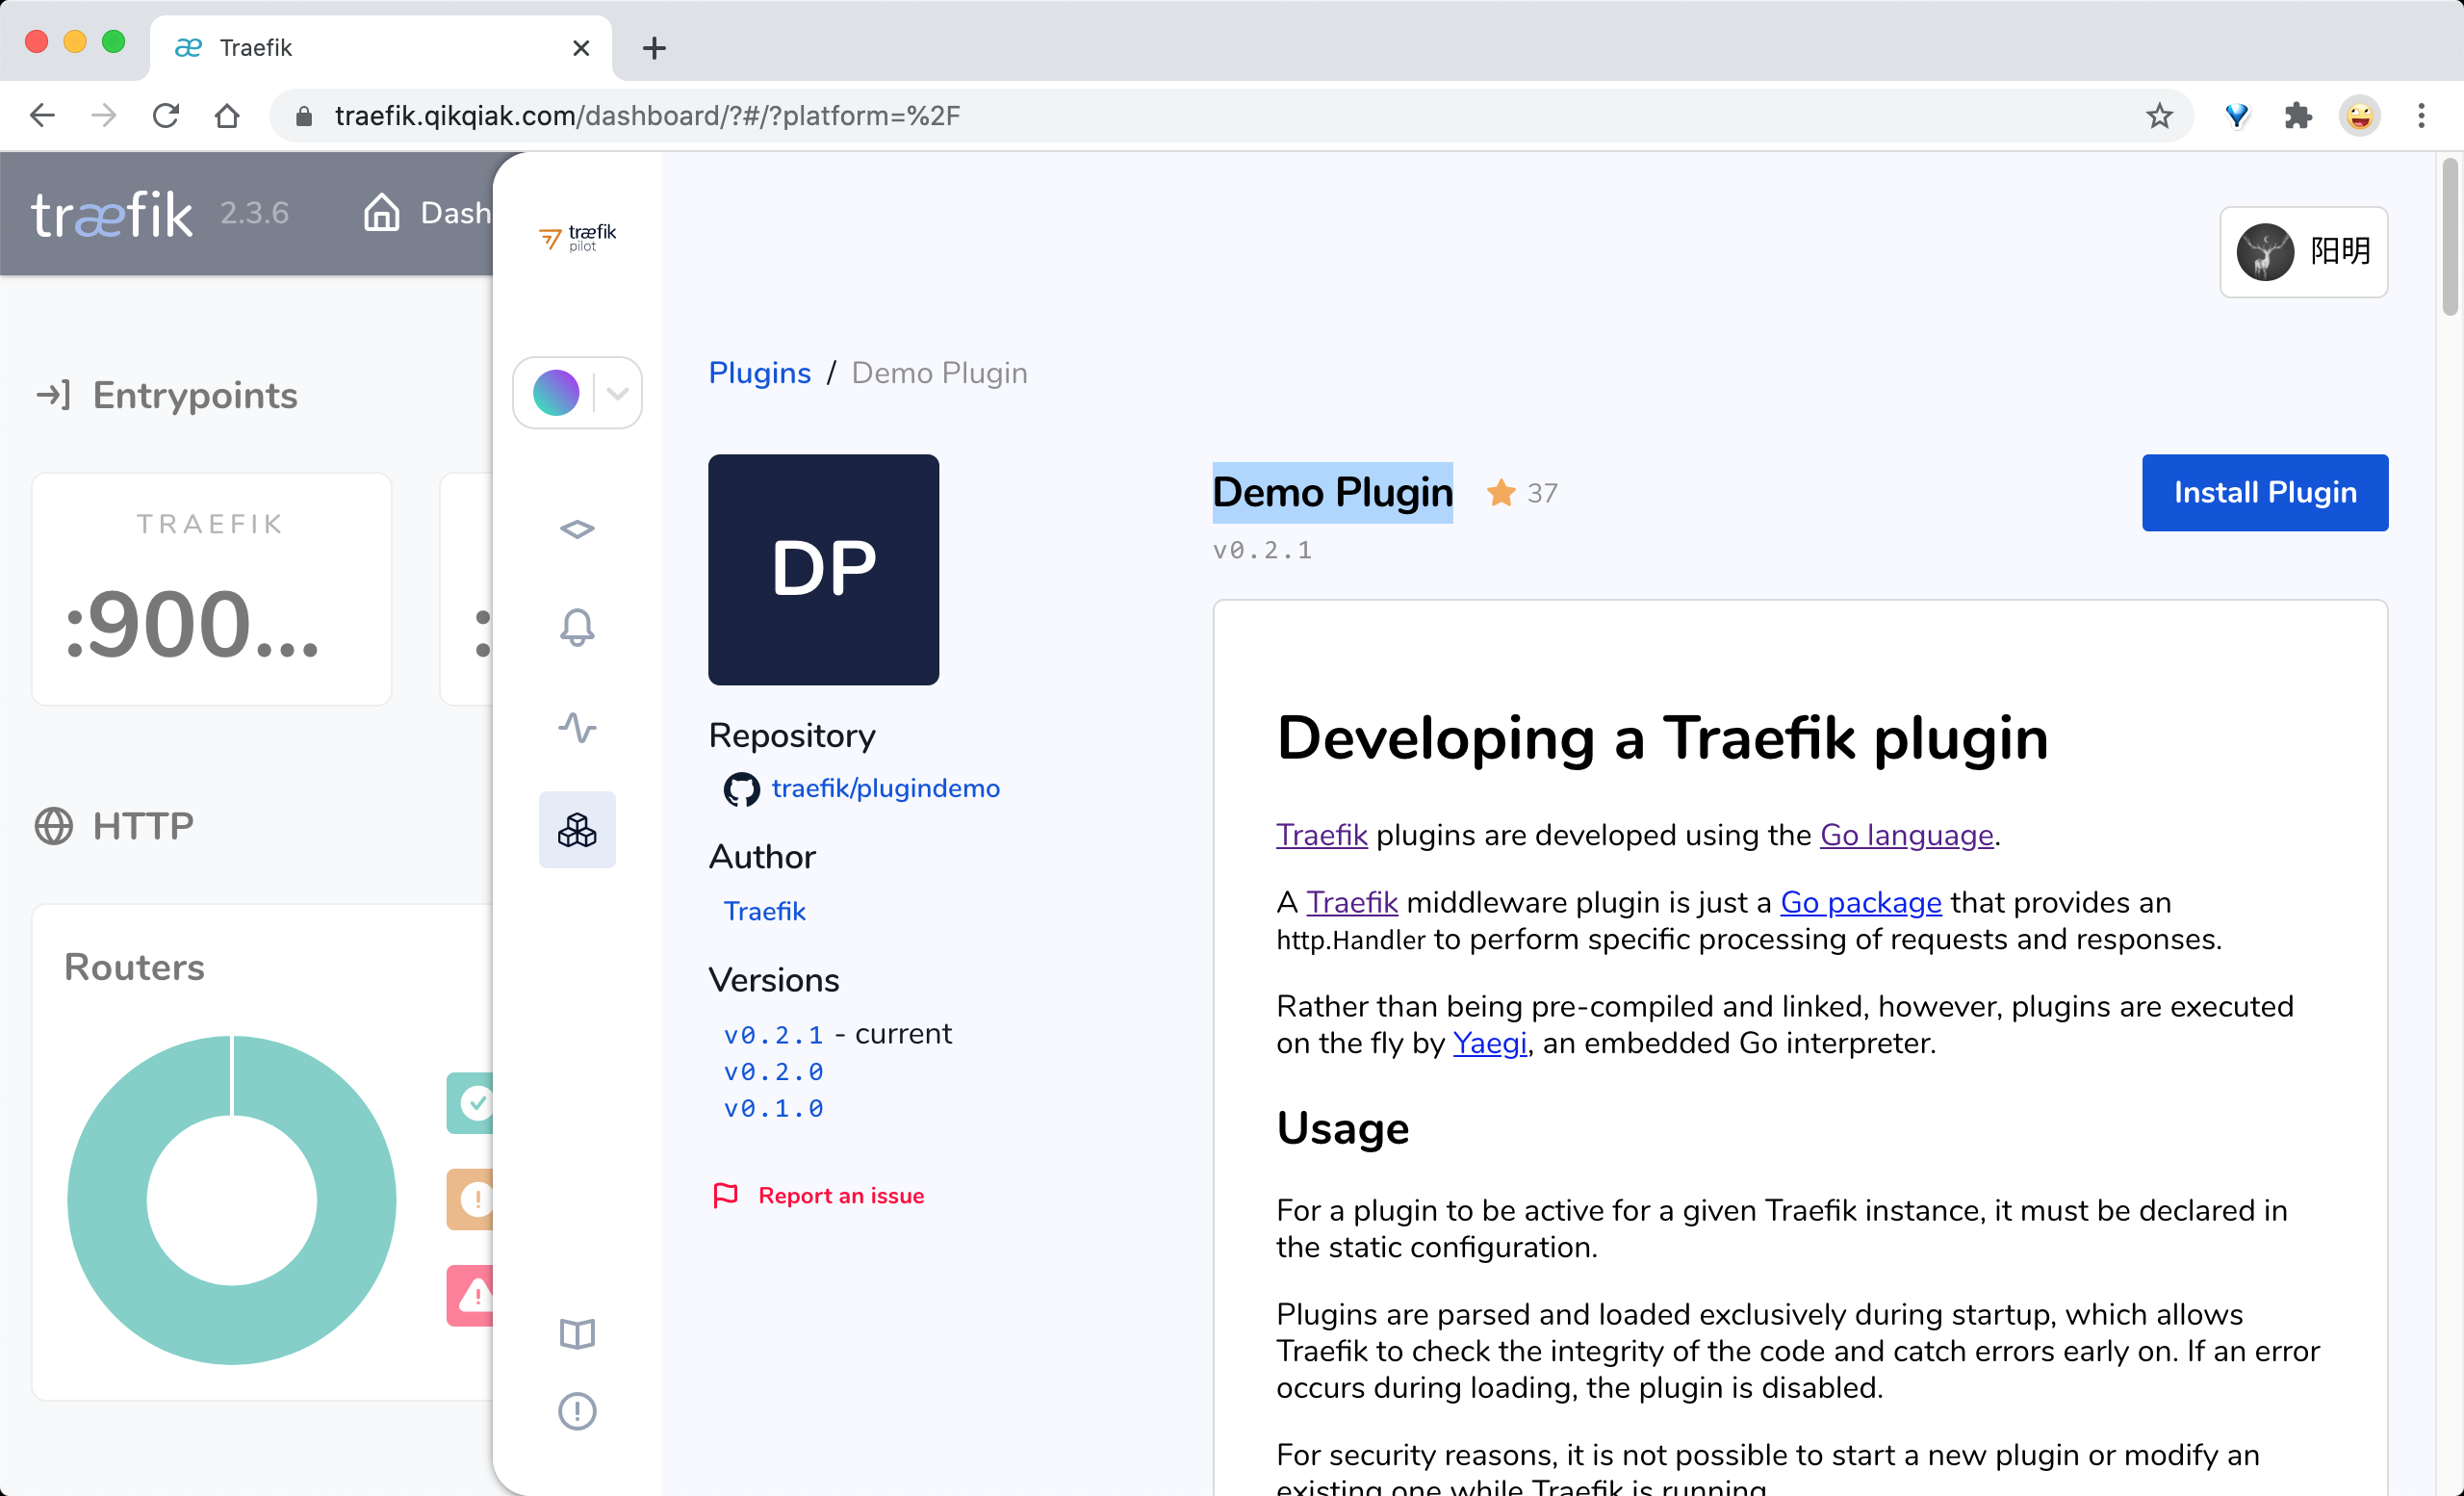 Traefik
traefik.qikqiak.com/dashboard/?#/?platform=%2F
træfik 2.3.6
Dash
Entrypoints
TRAEFIK
:900...
:
HTTP
Routers
træfik
pilot
阳明
Plugins / Demo Plugin
DP
Repository
traefik/plugindemo
Author
Traefik
Versions
v0.2.1 - current
v0.2.0
v0.1.0
Report an issue
Demo Plugin 37
v0.2.1
Install Plugin
Developing a Traefik plugin
Traefik plugins are developed using the Go language.
A Traefik middleware plugin is just a Go package that provides an
http.Handler to perform specific processing of requests and responses.
Rather than being pre-compiled and linked, however, plugins are executed
on the fly by Yaegi, an embedded Go interpreter.
Usage
For a plugin to be active for a given Traefik instance, it must be declared in
the static configuration.
Plugins are parsed and loaded exclusively during startup, which allows
Traefik to check the integrity of the code and catch errors early on. If an error
occurs during loading, the plugin is disabled.
For security reasons, it is not possible to start a new plugin or modify an
existing one while Traefik is running.